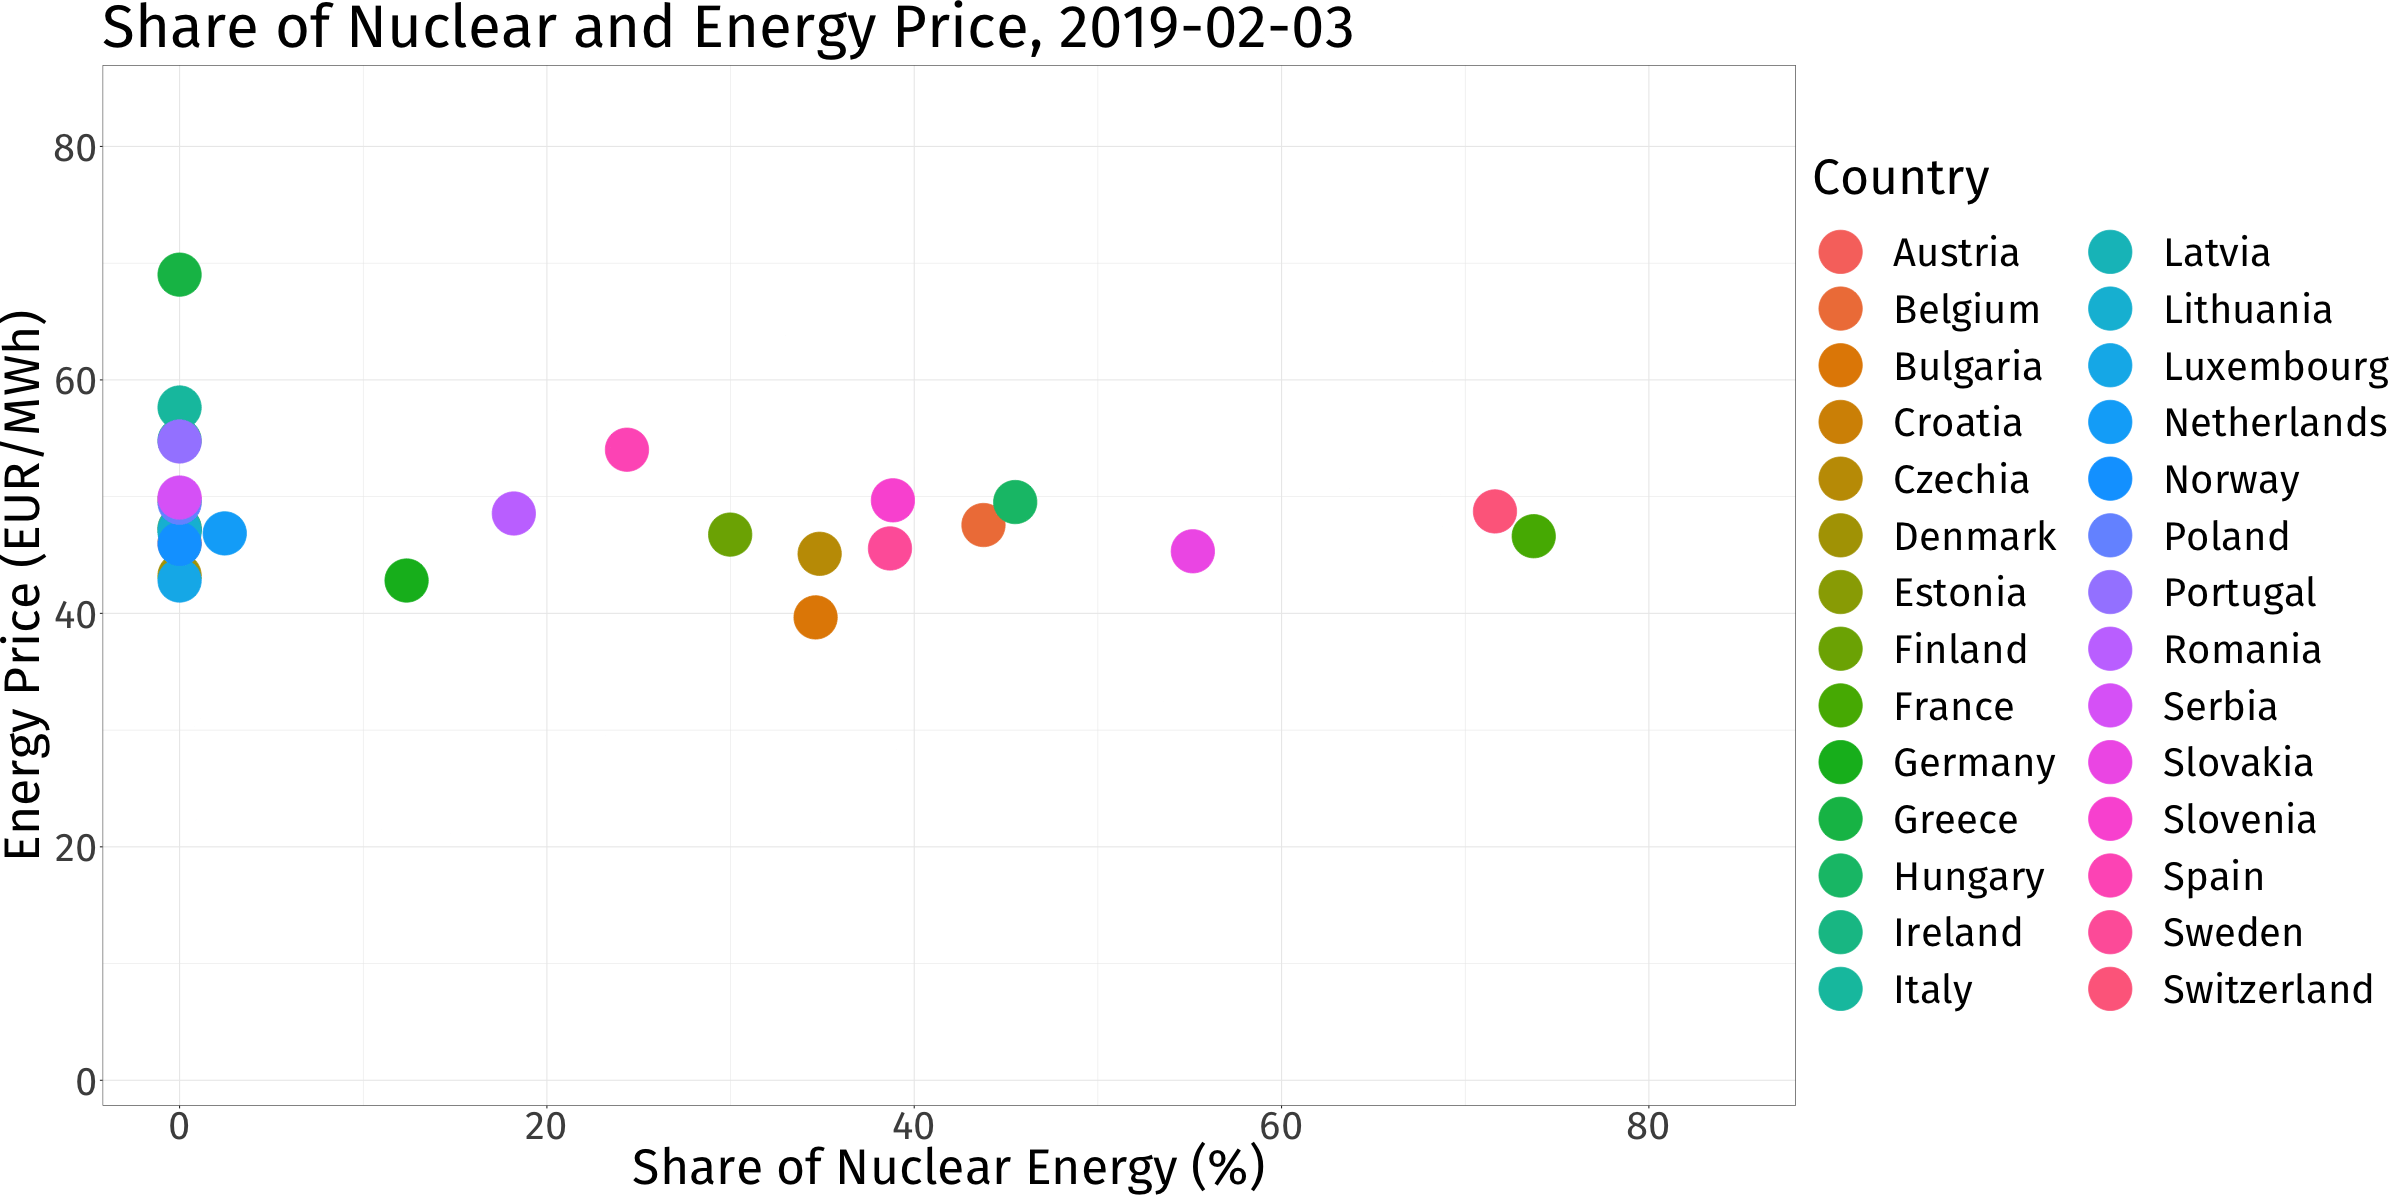 Share of Nuclear and Energy Price, 2019-02-03
Energy Price (EUR/MWh)
80
60
40
20
0
0 20 40 60 80
Share of Nuclear Energy (%)
Country
Austria
Belgium
Bulgaria
Croatia
Czechia
Denmark
Estonia
Finland
France
Germany
Greece
Hungary
Ireland
Italy
Latvia
Lithuania
Luxembourg
Netherlands
Norway
Poland
Portugal
Romania
Serbia
Slovakia
Slovenia
Spain
Sweden
Switzerland